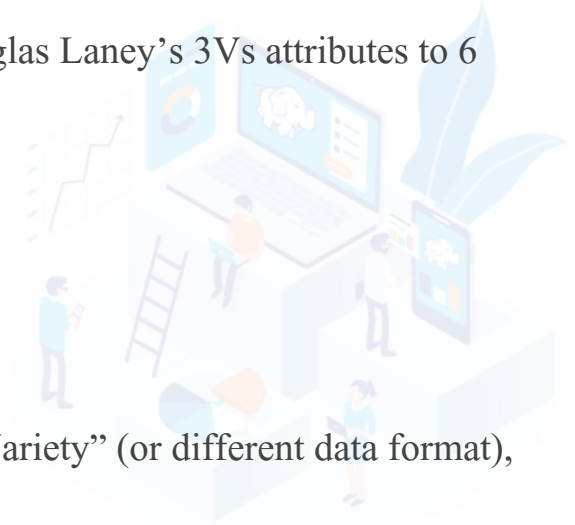 glas Laney’s 3Vs attributes to 6
ariety” (or different data format),